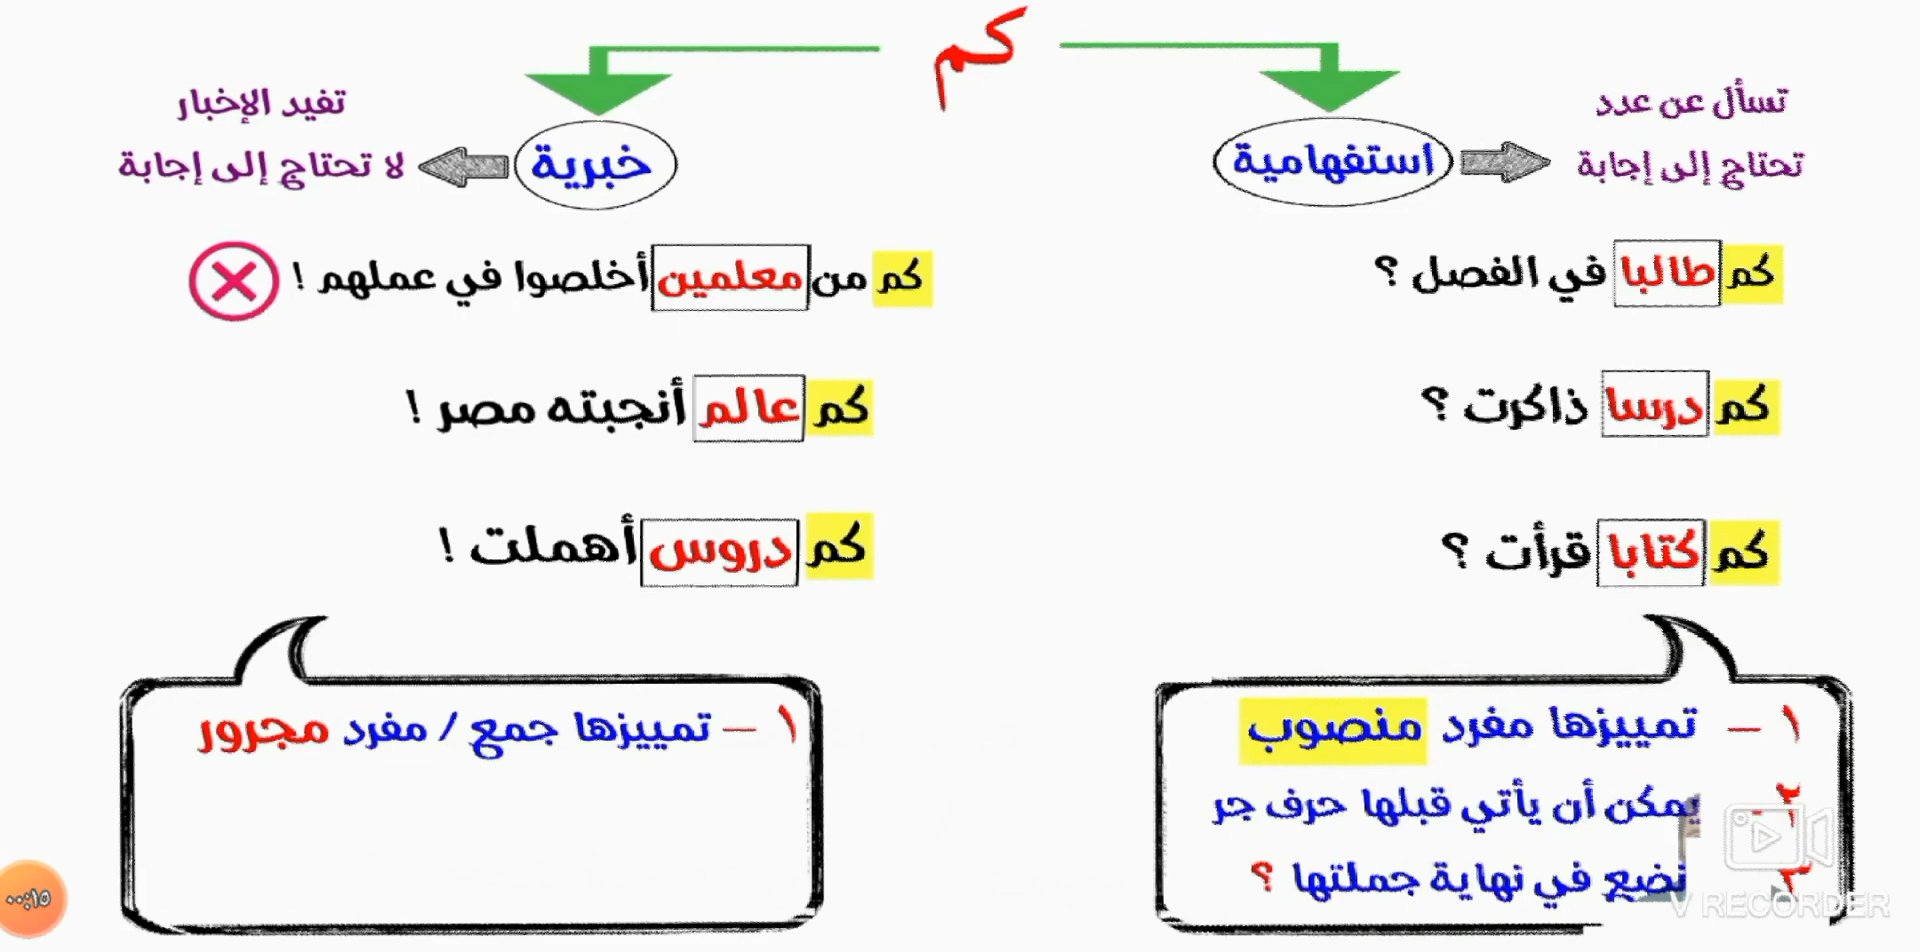 كم
استفهامية
تسأل عن عدد
تحتاج إلى إجابة
كم طالبا في الفصل ؟
كم درسا ذاكرت ؟
كم كتابا قرأت ؟
١ – تمييزها مفرد منصوب
٢- يمكن أن يأتي قبلها حرف جر
٣ نضع في نهاية جملتها ؟
خبرية
تفيد الإخبار
لا تحتاج إلى إجابة
كم من معلمين أخلصوا في عملهم !
كم عالم أنجبته مصر !
كم دروس أهملت !
١ – تمييزها جمع / مفرد مجرور
٠٠:١٥
V RECORDER